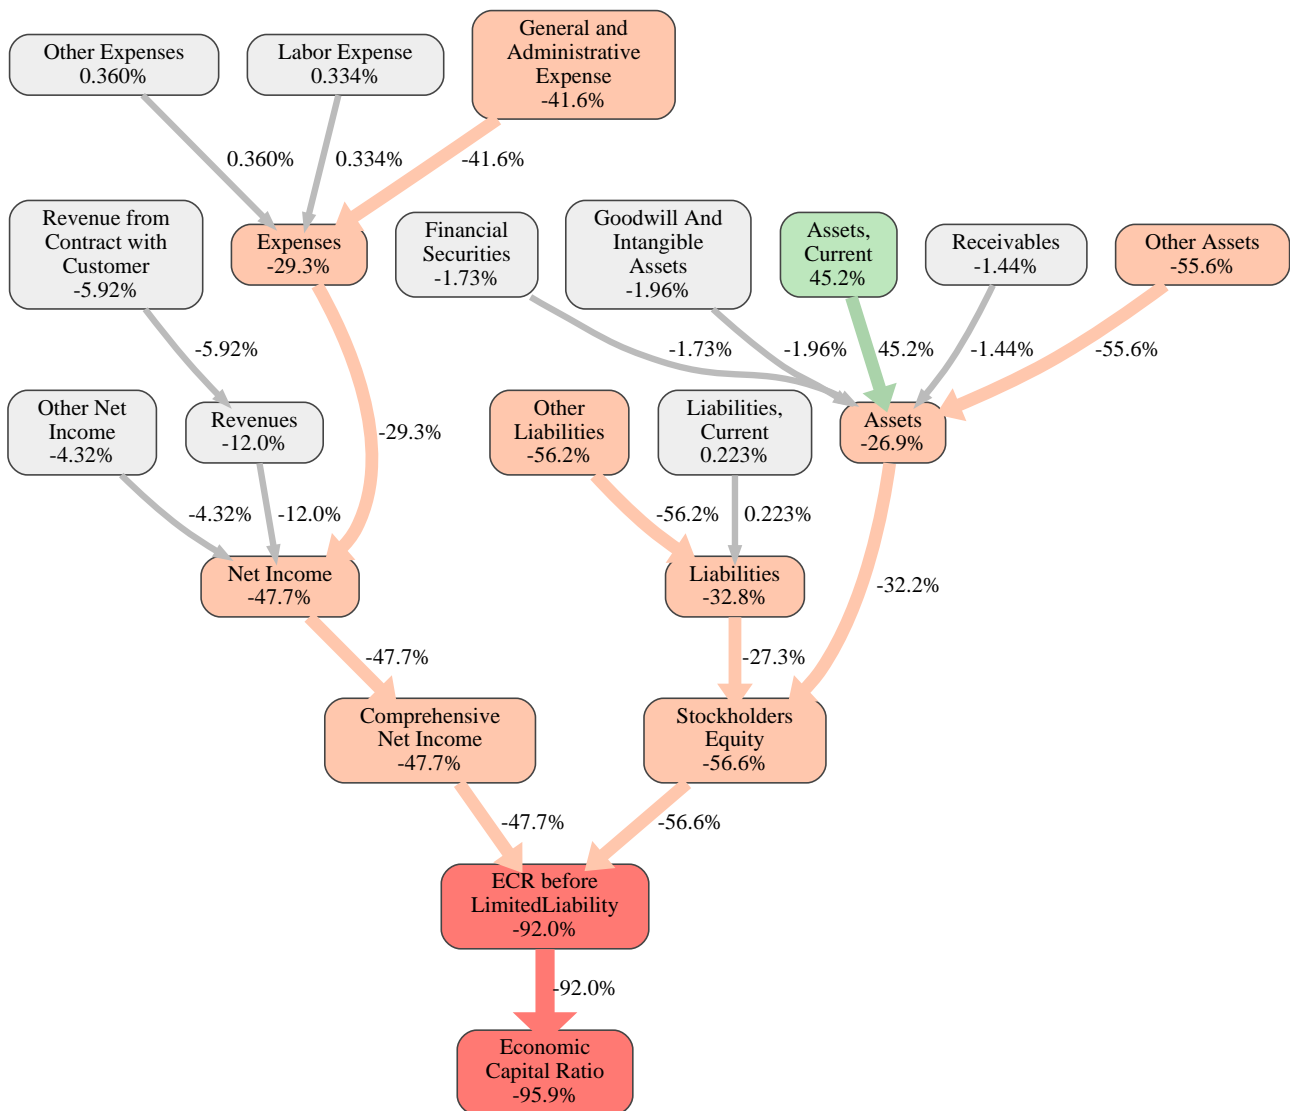 Other Expenses
0.360%
Labor Expense
0.334%
General and
Administrative
Expense
-41.6%
0.360%
0.334%
-41.6%
Revenue from
Contract with
Customer
-5.92%
Expenses
-29.3%
Financial
Securities
-1.73%
Goodwill And
Intangible
Assets
-1.96%
Assets,
Current
45.2%
Receivables
-1.44%
Other Assets
-55.6%
-5.92%
-1.73%
-1.96%
45.2%
-1.44%
-55.6%
Other Net
Income
-4.32%
Revenues
-12.0%
-29.3%
Other
Liabilities
-56.2%
Liabilities,
Current
0.223%
Assets
-26.9%
-4.32%
-12.0%
-56.2%
0.223%
Net Income
-47.7%
Liabilities
-32.8%
-32.2%
-47.7%
-27.3%
Comprehensive
Net Income
-47.7%
Stockholders
Equity
-56.6%
-47.7%
-56.6%
ECR before
LimitedLiability
-92.0%
-92.0%
Economic
Capital Ratio
-95.9%